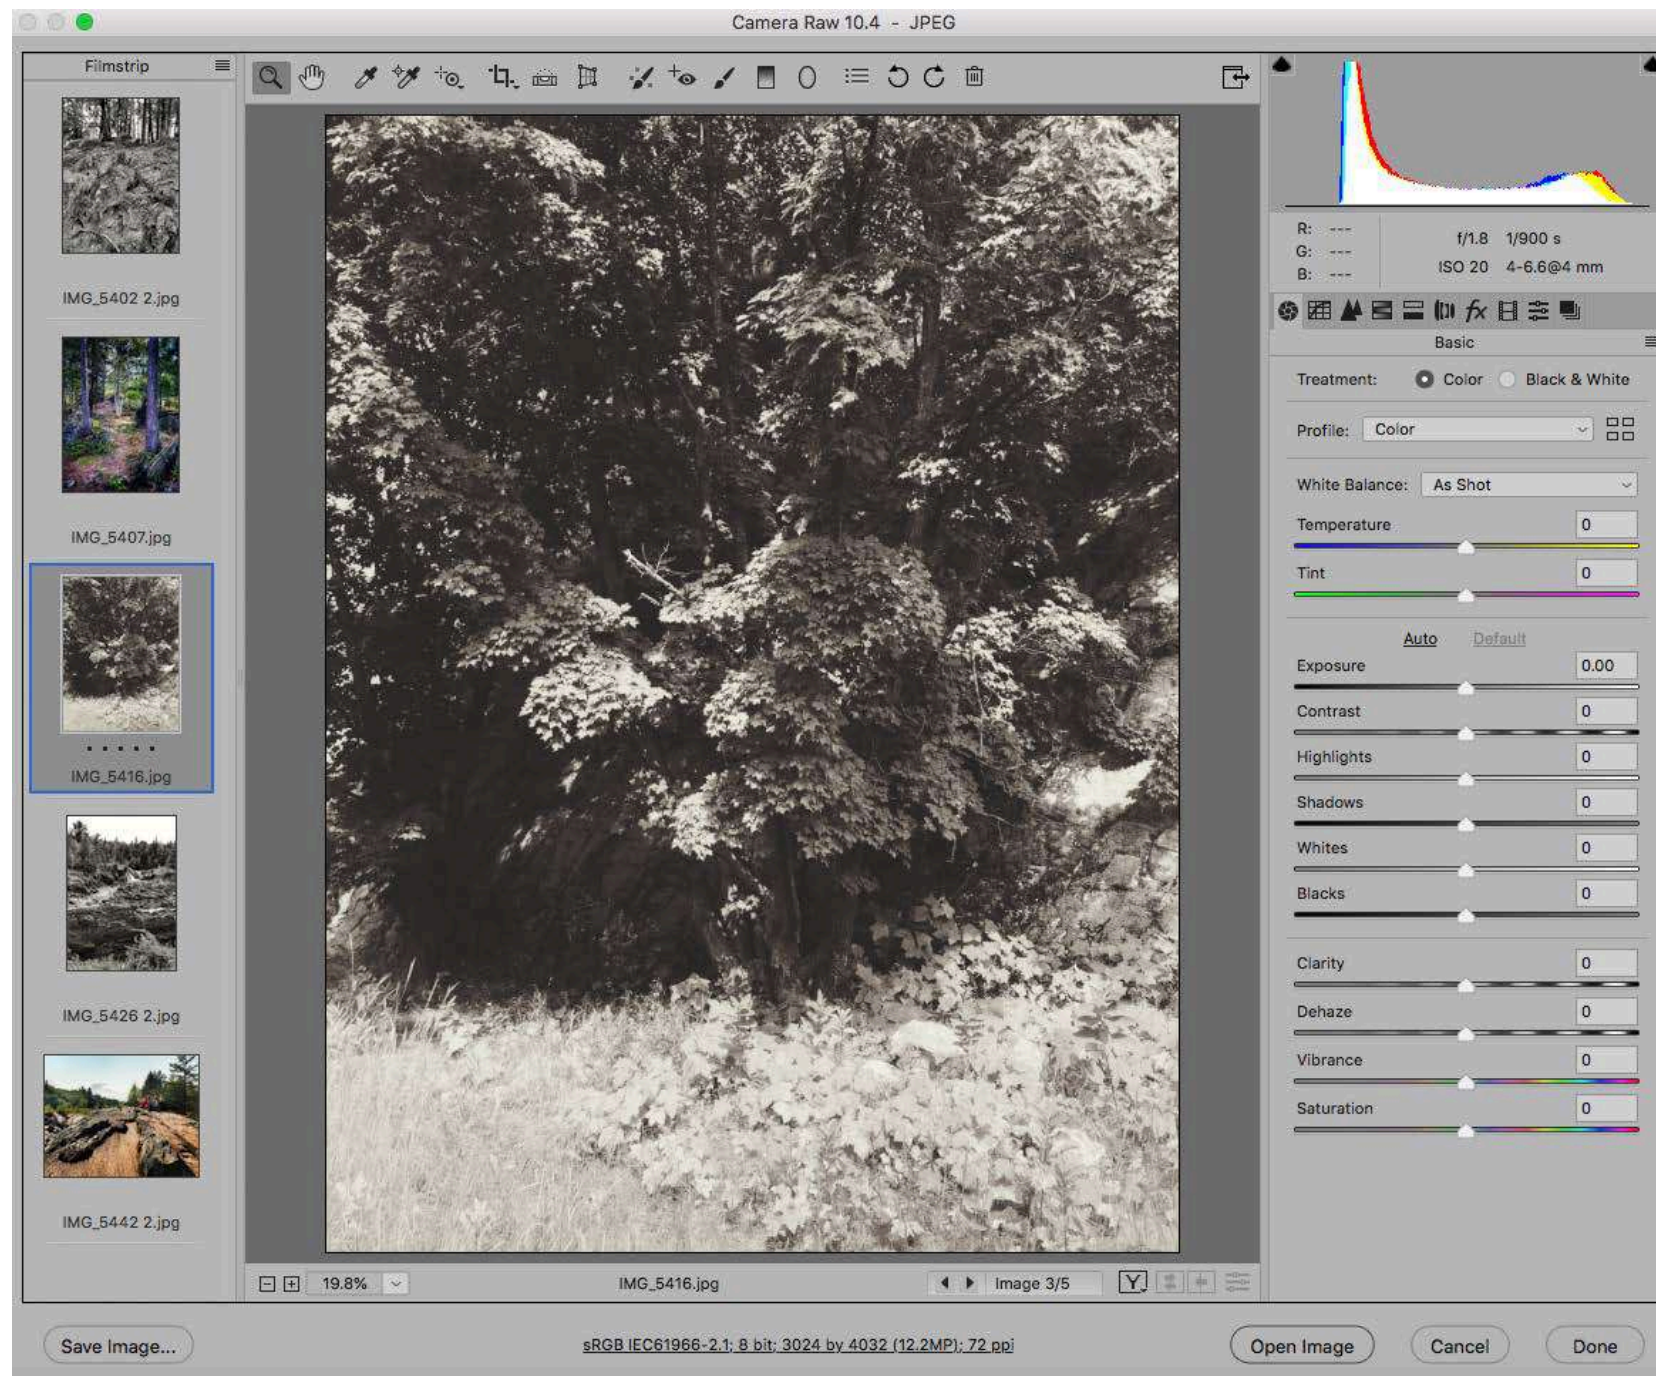 Camera Raw 10.4 - JPEG
Filmstrip
IMG_5402 2.jpg
IMG_5407.jpg
IMG_5416.jpg
IMG_5426 2.jpg
IMG_5442 2.jpg
19.8%
IMG_5416.jpg
Image 3/5
Y
R: ---
G: ---
B: ---
f/1.8 1/900 s
ISO 20 4-6.6@4 mm
fx
Basic
Treatment: Color Black & White
Profile: Color
White Balance: As Shot
Temperature 0
Tint 0
Auto Default
Exposure 0.00
Contrast 0
Highlights 0
Shadows 0
Whites 0
Blacks 0
Clarity 0
Dehaze 0
Vibrance 0
Saturation 0
Save Image...
sRGB IEC61966-2.1; 8 bit; 3024 by 4032 (12.2MP); 72 ppi
Open Image
Cancel
Done